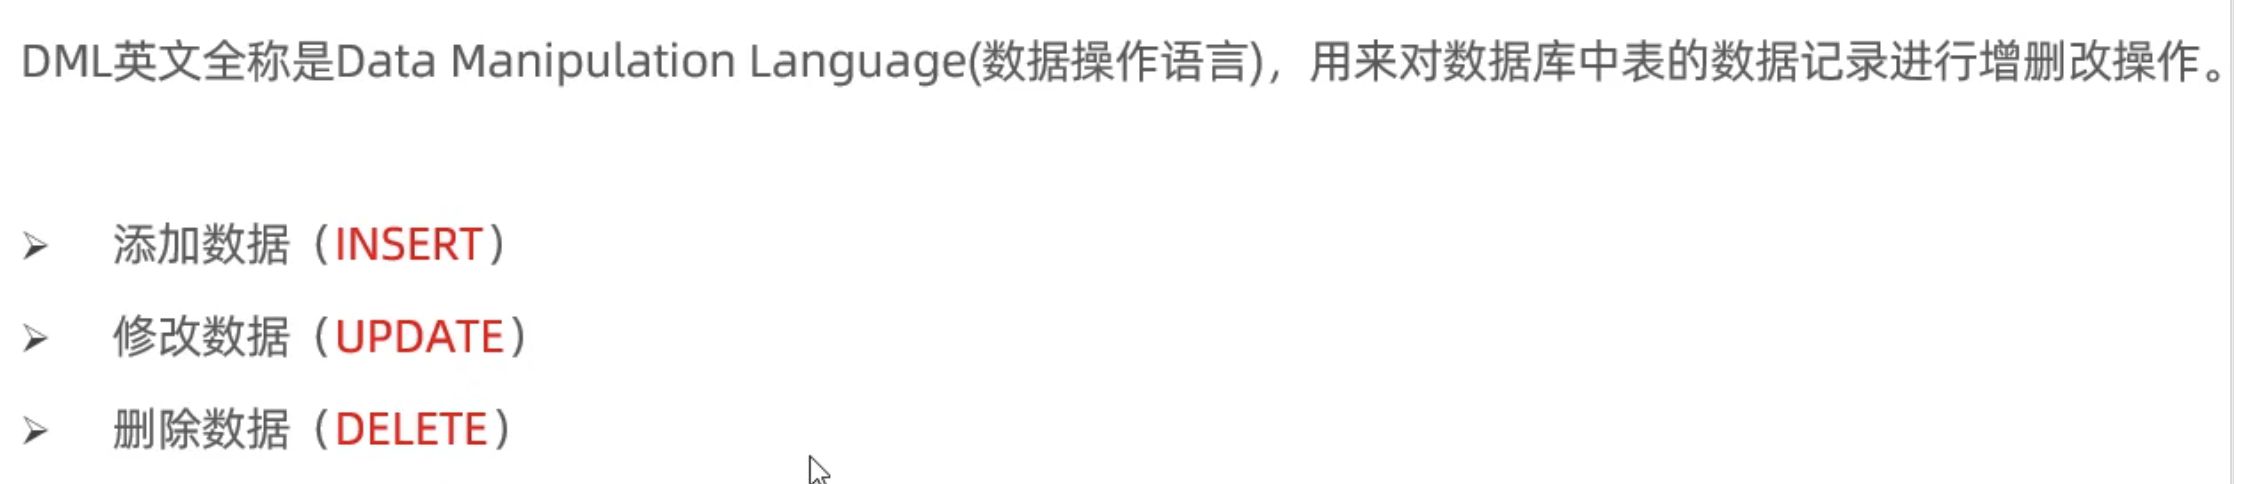 DML英文全称是Data Manipulation Language(数据操作语言)，用来对数据库中表的数据记录进行增删改操作。
➢ 添加数据（INSERT）
➢ 修改数据（UPDATE）
➢ 删除数据（DELETE）